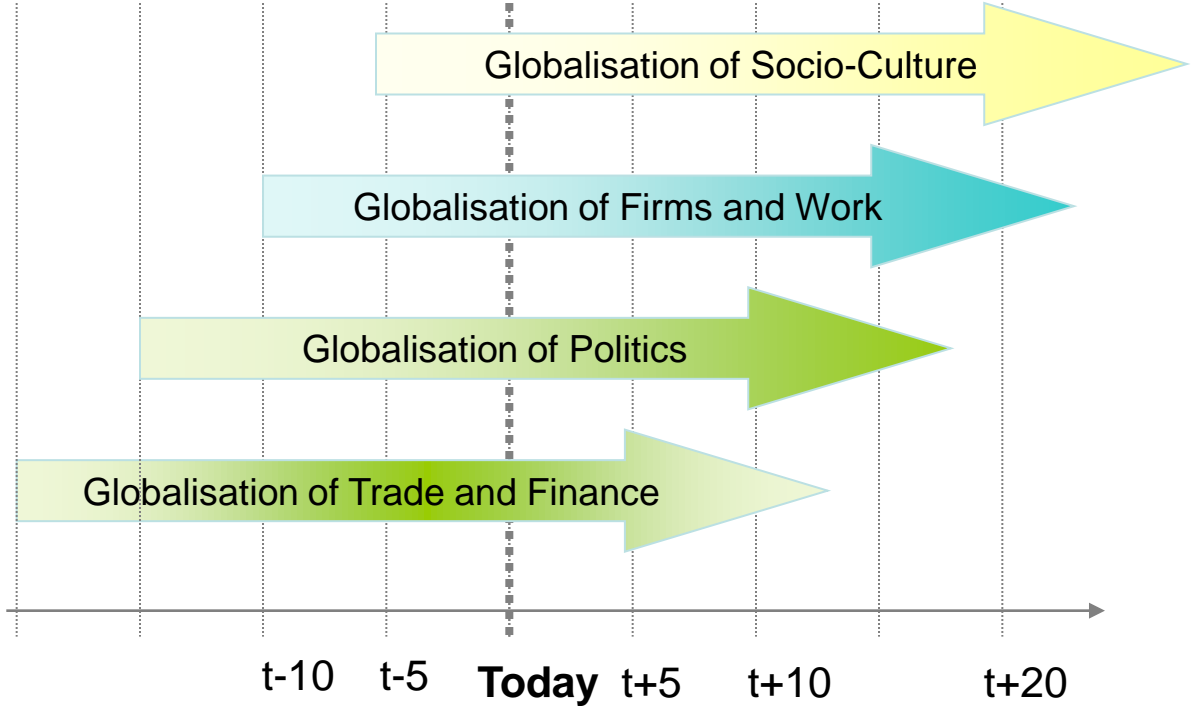 Globalisation of Socio-Culture
Globalisation of Firms and Work
Globalisation of Politics
Globalisation of Trade and Finance
t-10 t-5 Today t+5 t+10 t+20